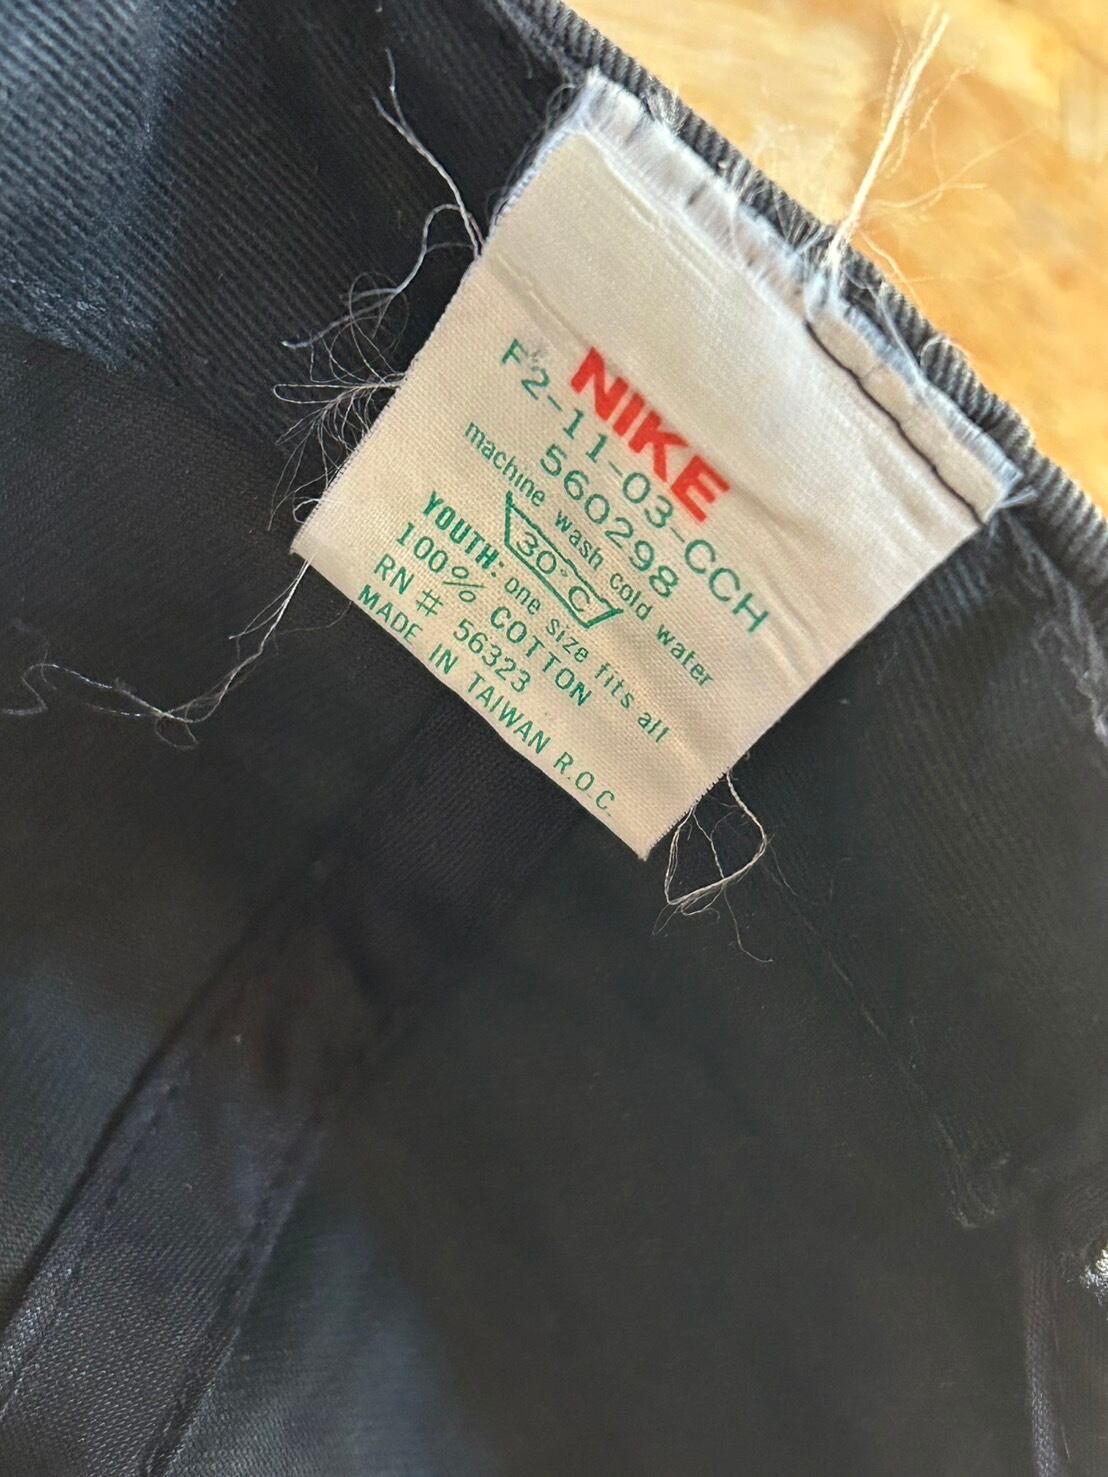 NIKE
F2-11-03-CCH
560298
machine wash cold water
30°C
YOUTH: one size fits all
100% COTTON
RN # 56323
MADE IN TAIWAN R.O.C.